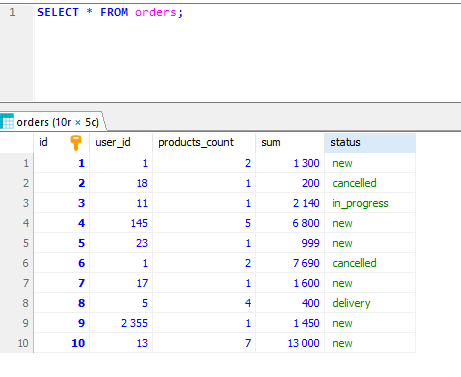 1 SELECT * FROM orders;
orders (10r × 5c)
id user_id products_count sum status
1 1 1 2 1 300 new
2 2 18 1 200 cancelled
3 3 11 1 2 140 in_progress
4 4 145 5 6 800 new
5 5 23 1 999 new
6 6 1 2 7 690 cancelled
7 7 17 1 1 600 new
8 8 5 4 400 delivery
9 9 2 355 1 1 450 new
10 10 13 7 13 000 new